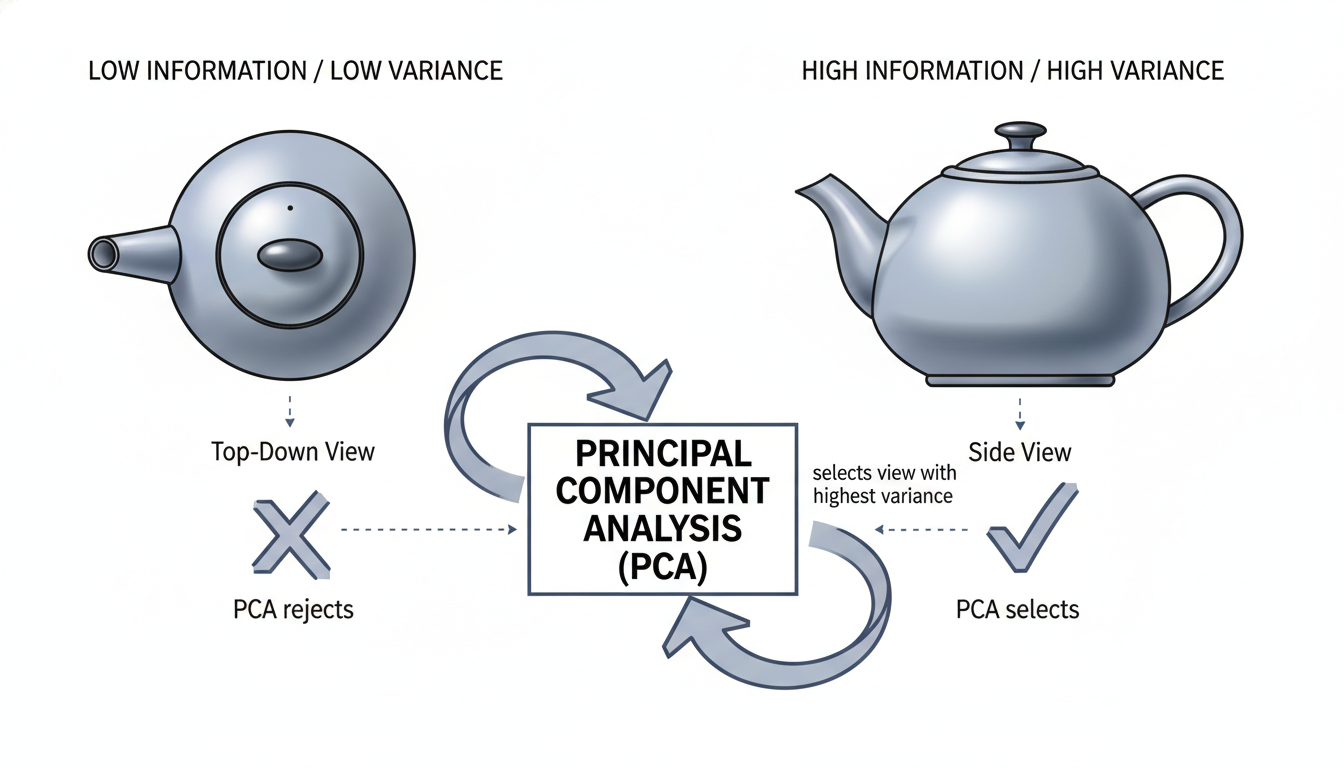 LOW INFORMATION / LOW VARIANCE
HIGH INFORMATION / HIGH VARIANCE
Top-Down View
Side View
PRINCIPAL
COMPONENT
ANALYSIS
(PCA)
selects view with
highest variance
PCA rejects
PCA selects